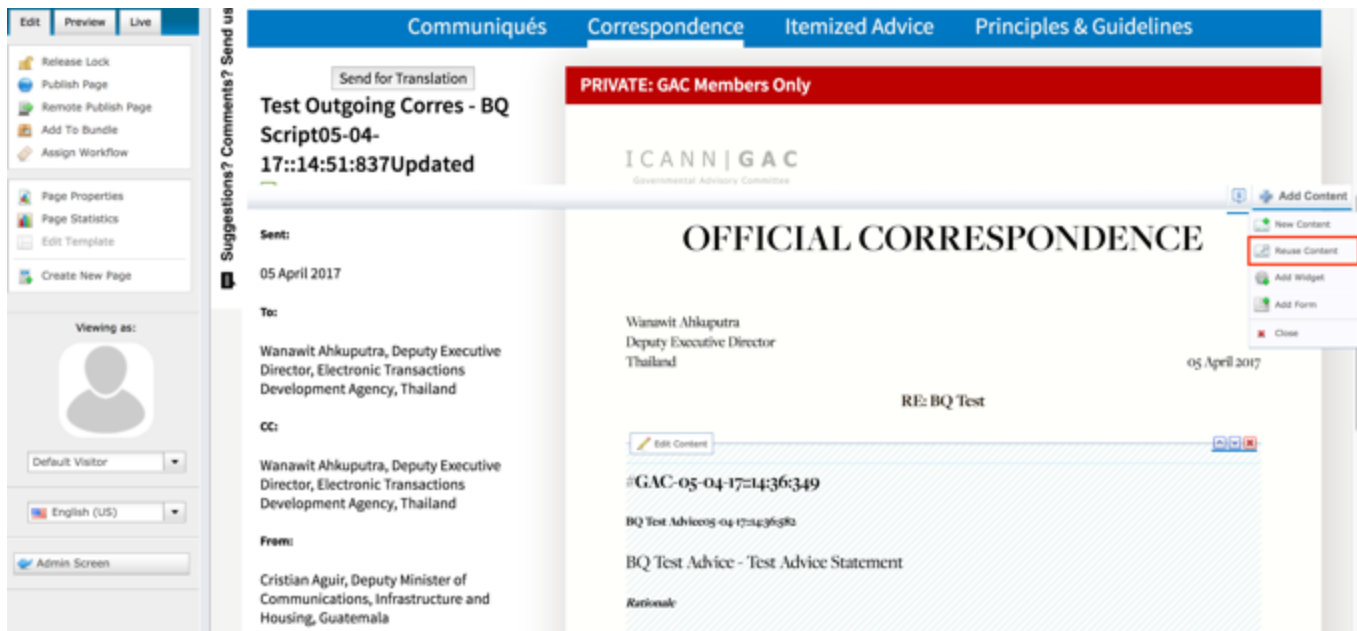 Edit Preview Live
Release Lock
Publish Page
Remote Publish Page
Add To Bundle
Assign Workflow
Page Properties
Page Statistics
Edit Template
Create New Page
Viewing as:
Default Visitor
English (US)
Admin Screen
Suggestions? Comments? Send us
Communiqués Correspondence Itemized Advice Principles & Guidelines
Send for Translation
Test Outgoing Corres - BQ
Script05-04-
17::14:51:837Updated
Sent:
05 April 2017
To:
Wanawit Ahkuputra, Deputy Executive
Director, Electronic Transactions
Development Agency, Thailand
CC:
Wanawit Ahkuputra, Deputy Executive
Director, Electronic Transactions
Development Agency, Thailand
From:
Cristian Aguir, Deputy Minister of
Communications, Infrastructure and
Housing, Guatemala
PRIVATE: GAC Members Only
ICANN|GAC
Governmental Advisory Committee
Add Content
New Content
Reuse Content
Add Widget
Add Form
Close
OFFICIAL CORRESPONDENCE
Wanawit Ahkuputra
Deputy Executive Director
Thailand
05 April 2017
RE: BQ Test
Edit Content
#GAC-05-04-17::14:36:349
BQ Test Advice05-04-17::14:36:582
BQ Test Advice - Test Advice Statement
Rationale